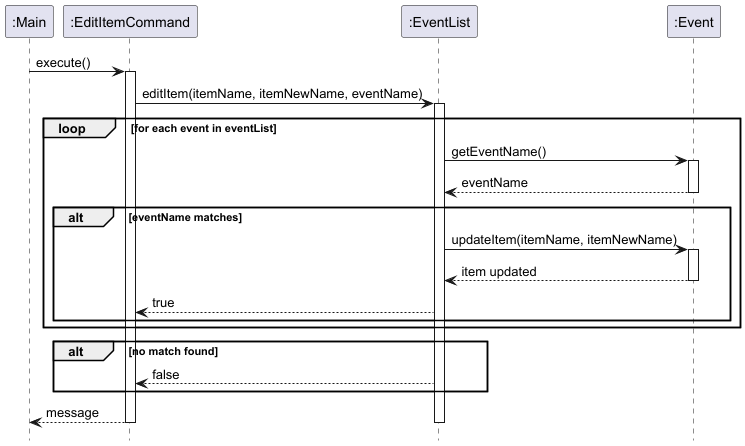 :Main :EditItemCommand :EventList :Event
execute()
editItem(itemName, itemNewName, eventName)
loop [for each event in eventList]
getEventName()
eventName
alt [eventName matches]
updateItem(itemName, itemNewName)
item updated
true
alt [no match found]
false
message